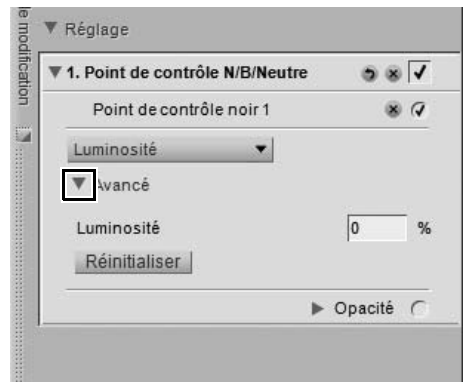 le modification
Réglage
1. Point de contrôle N/B/Neutre
Point de contrôle noir 1
Luminosité
Avancé
Luminosité
0 %
Réinitialiser
Opacité